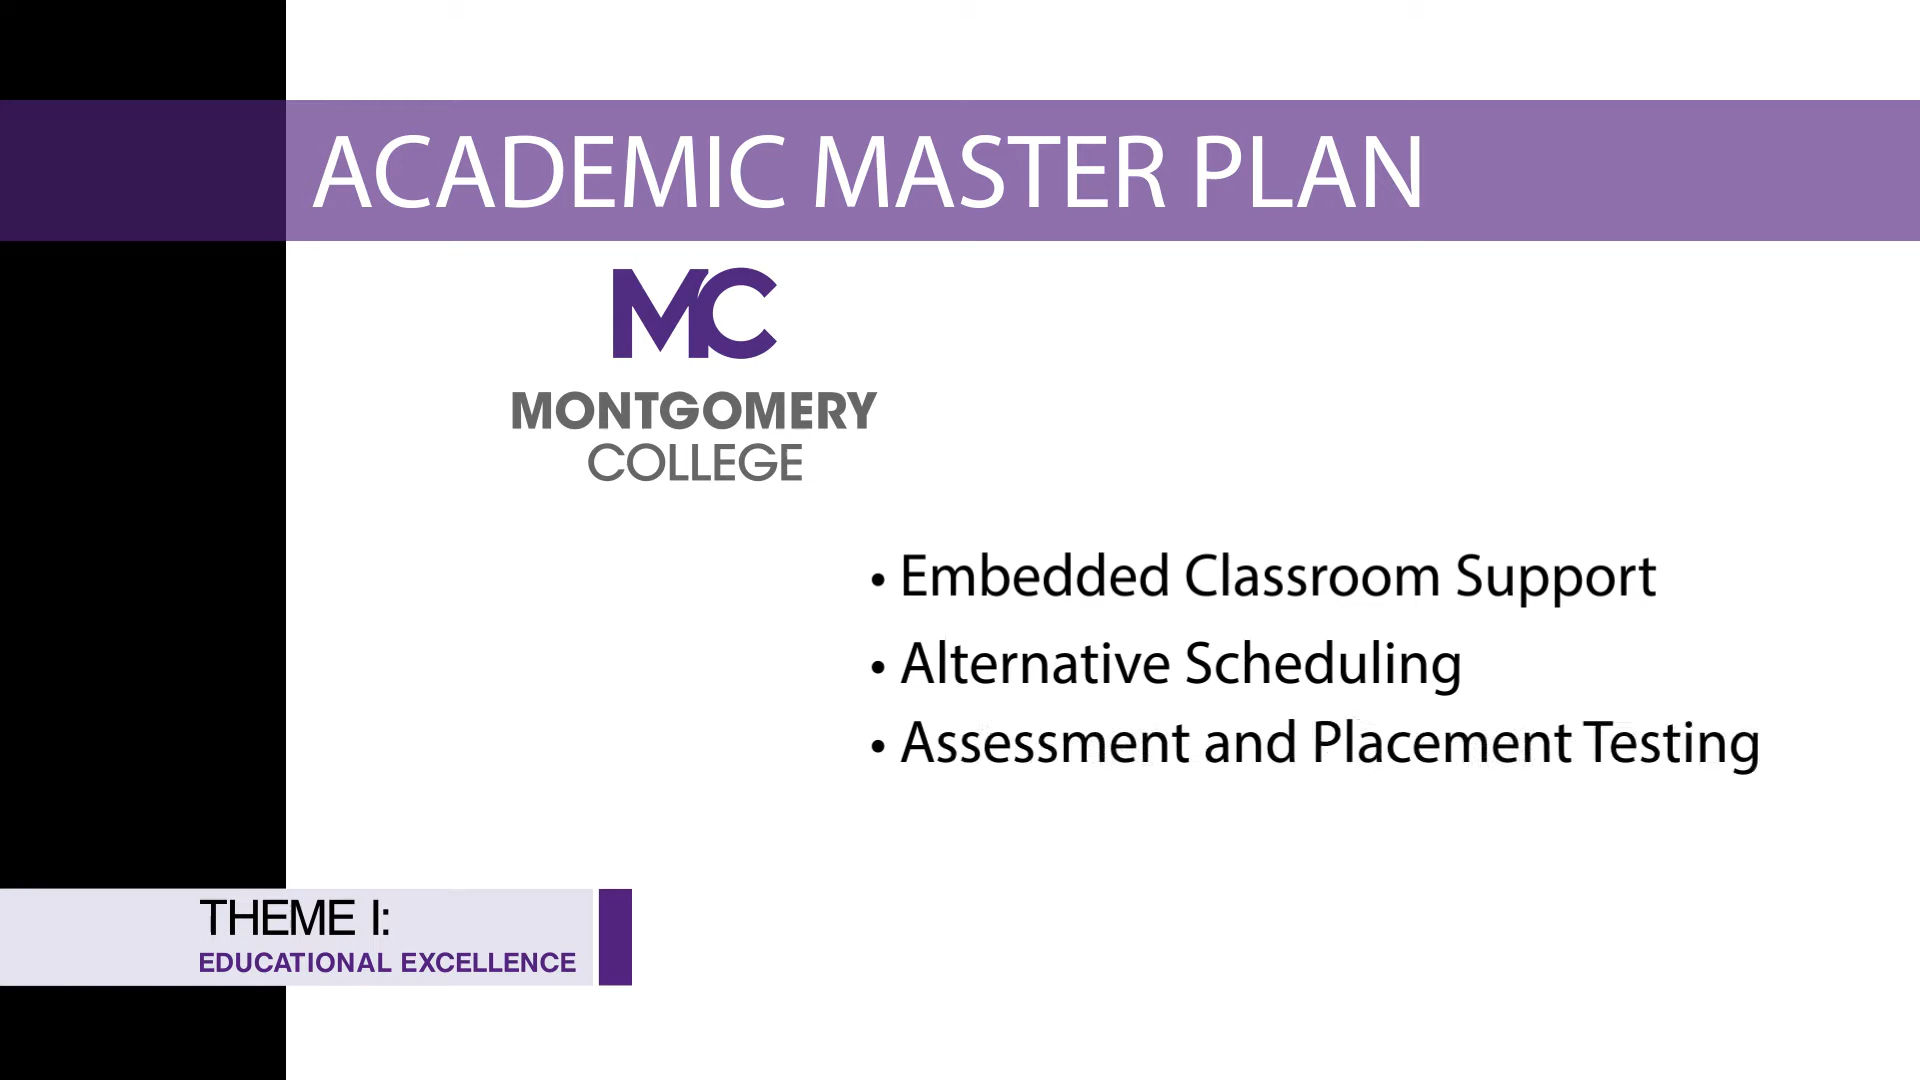 ACADEMIC MASTER PLAN
MC
MONTGOMERY
COLLEGE
• Embedded Classroom Support
• Alternative Scheduling
• Assessment and Placement Testing
THEME I:
EDUCATIONAL EXCELLENCE